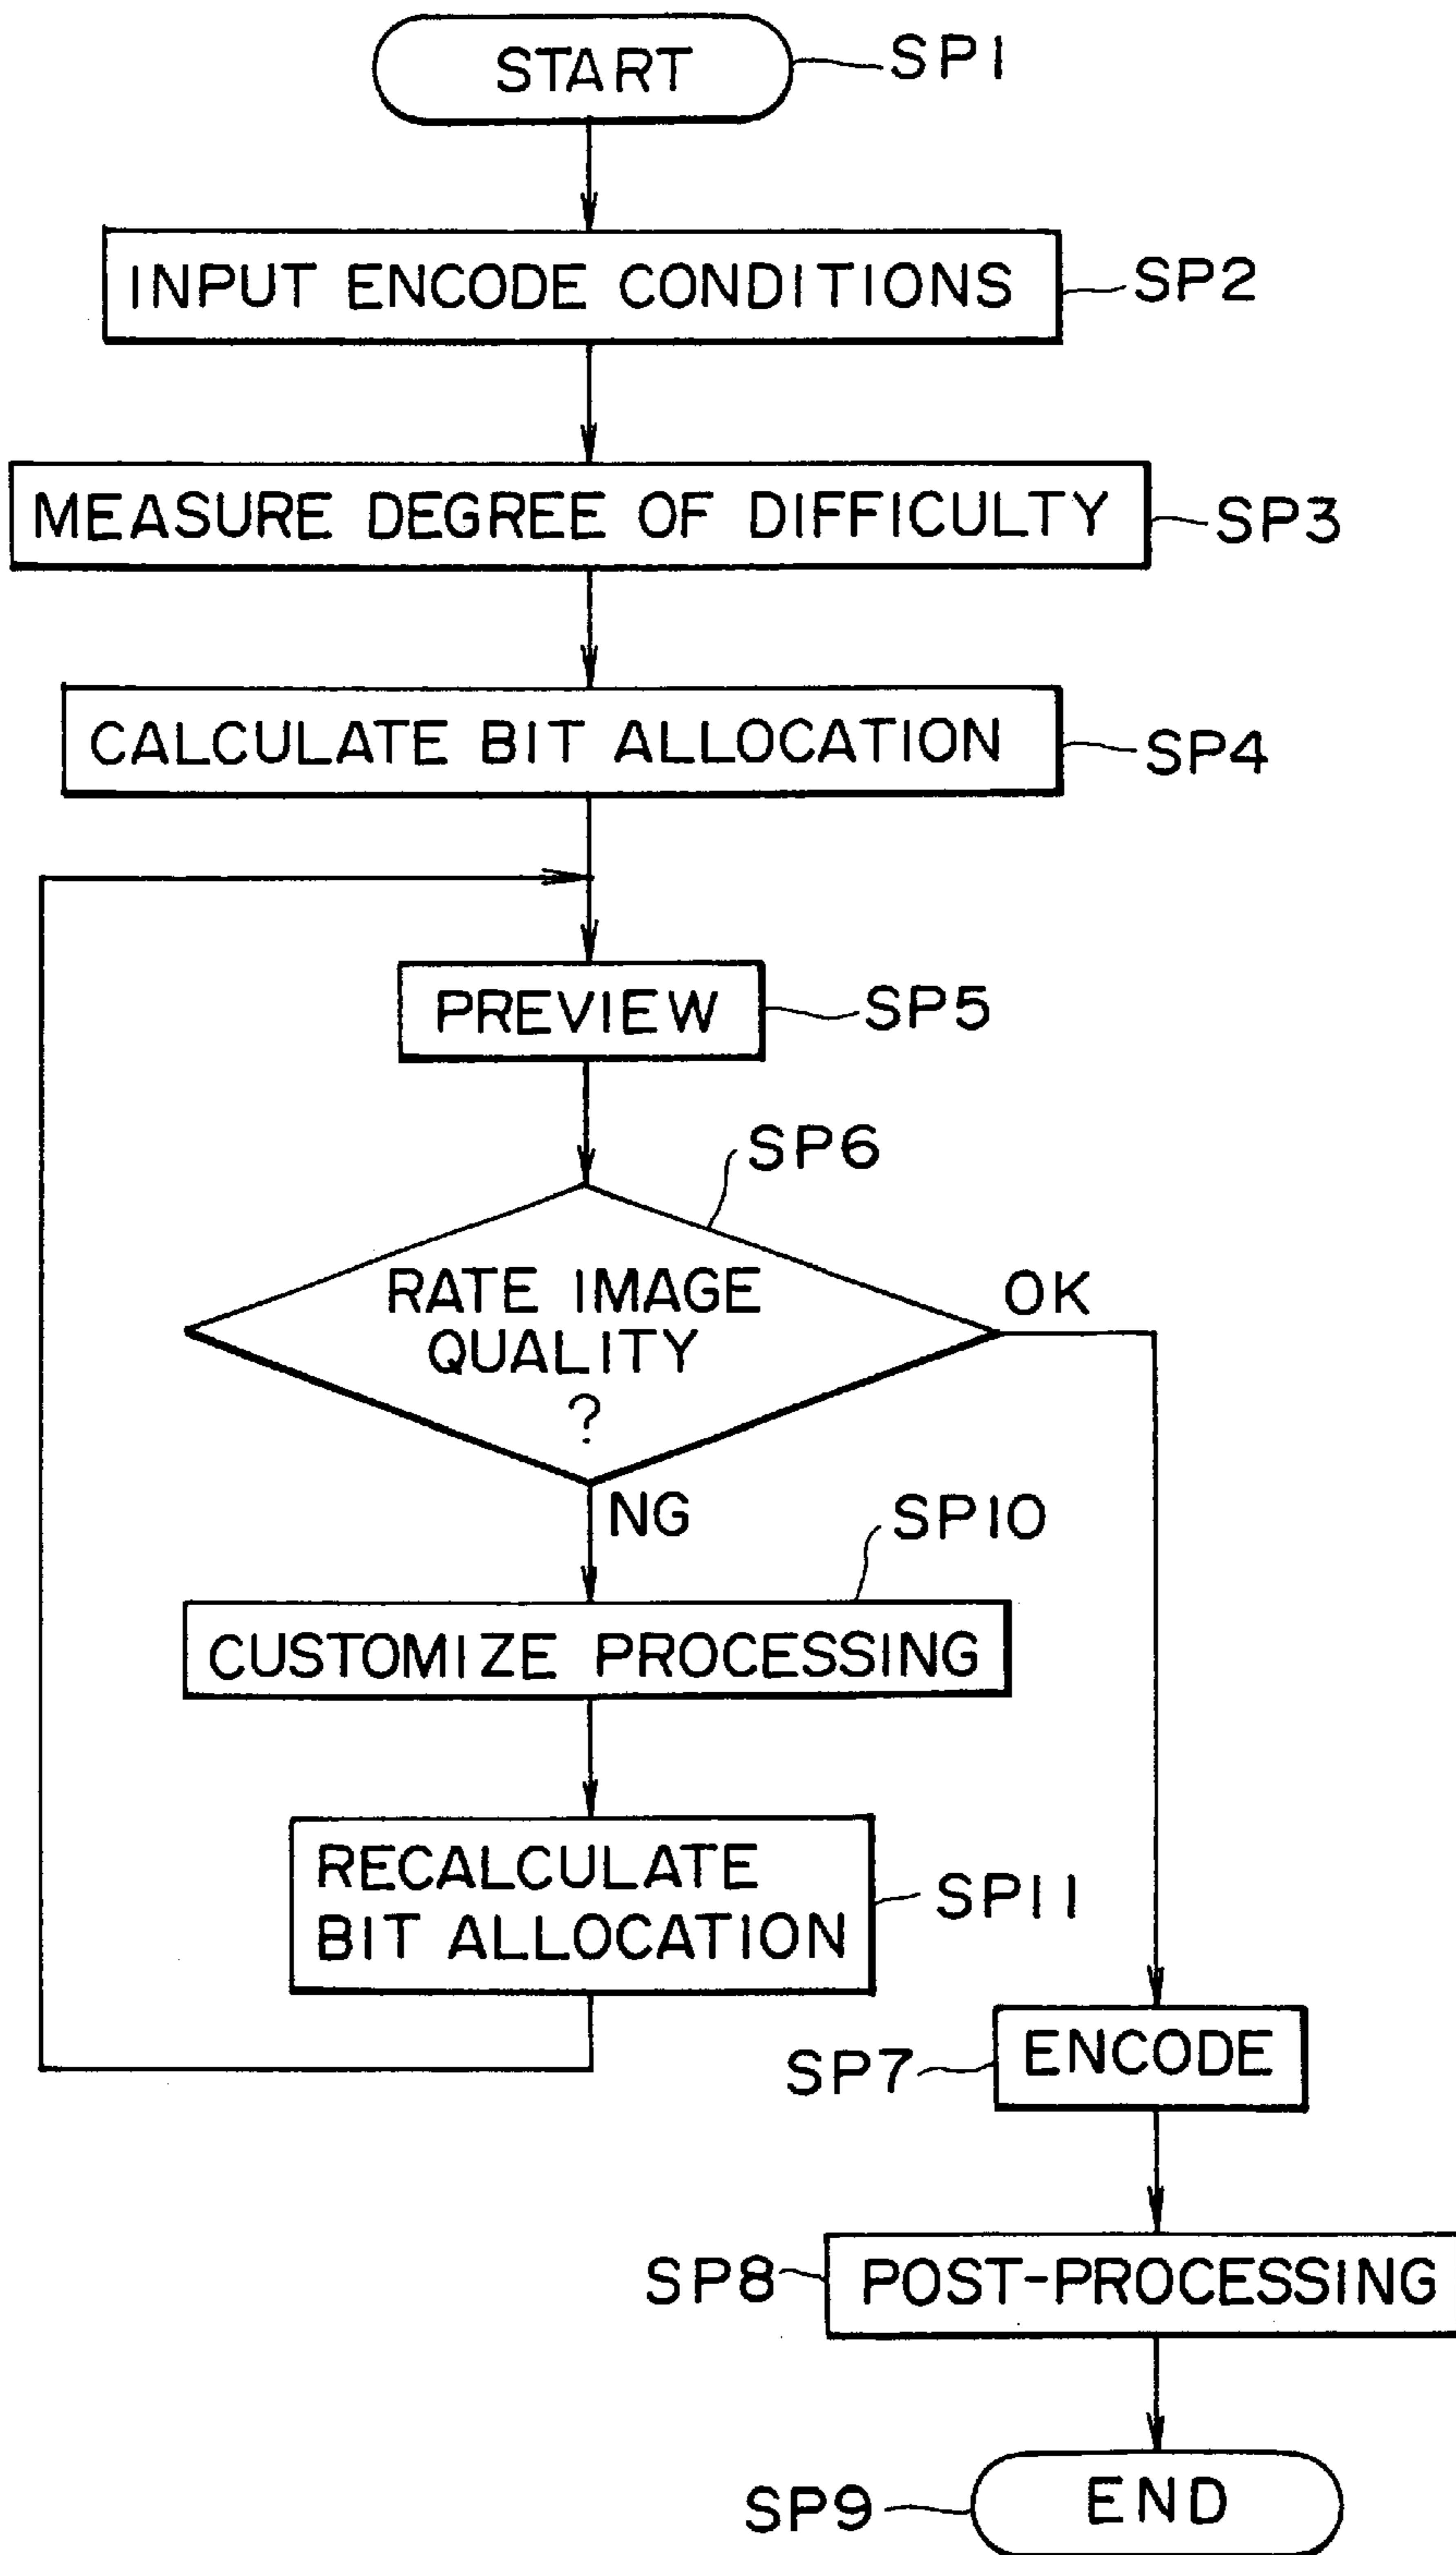 START
SP1
INPUT ENCODE CONDITIONS
SP2
MEASURE DEGREE OF DIFFICULTY
SP3
CALCULATE BIT ALLOCATION
SP4
PREVIEW
SP5
SP6
RATE IMAGE
QUALITY
?
OK
NG
SP10
CUSTOMIZE PROCESSING
RECALCULATE
BIT ALLOCATION
SP11
SP7
ENCODE
SP8
POST-PROCESSING
SP9
END